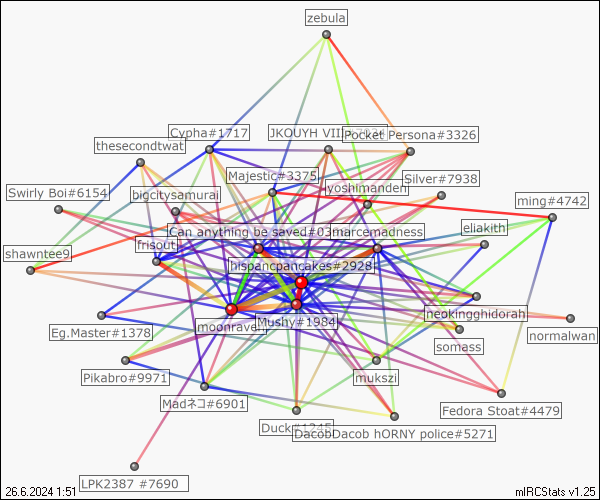 zebula
Cypha#1717
JKOUYH VIII
Pocket Persona#3326
thesecondtwat
Majestic#3375
Silver#7938
Swirly Boi#6154
bigcitysamurai
yoshimanden
ming#4742
Can anything be saved#03
marcemadness
eliakith
shawntee9
frisout
hispancpancakes#2928
neokingghidorah
Eg.Master#1378
moonraven
Mushy#1984
normalwan
somass
Pikabro#9971
mukszi
Madネコ#6901
Fedora Stoat#4479
Duck#1245
DacobDacob hORNY police#5271
LPK2387 #7690
26.6.2024 1:51
mIRCStats v1.25